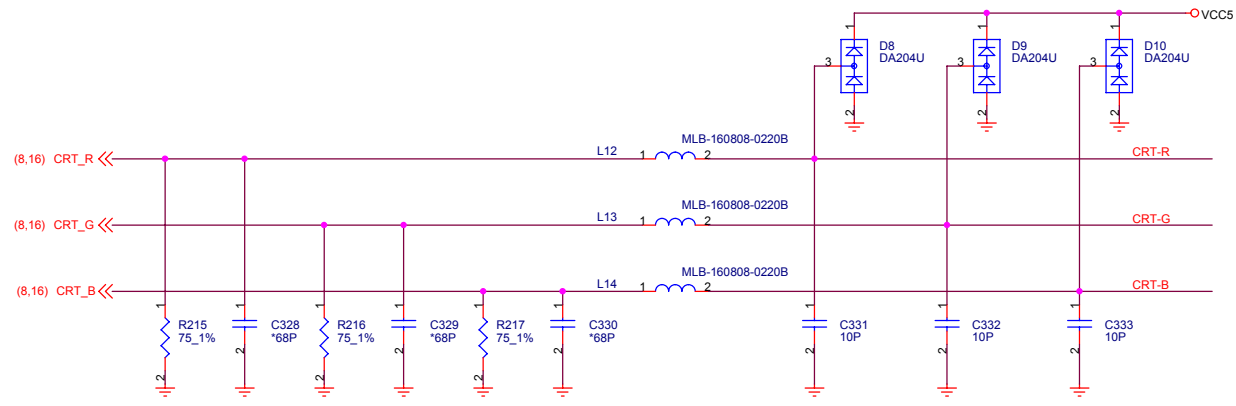 VCC5
1
1
1
D8
DA204U
D9
DA204U
D10
DA204U
3
3
3
2
2
2
MLB-160808-0220B
(8,16) CRT_R
L12
1
2
CRT-R
MLB-160808-0220B
(8,16) CRT_G
L13
1
2
CRT-G
MLB-160808-0220B
(8,16) CRT_B
L14
1
2
CRT-B
1
1
1
1
1
1
1
1
1
R215
75_1%
C328
*68P
R216
75_1%
C329
*68P
R217
75_1%
C330
*68P
C331
10P
C332
10P
C333
10P
2
2
2
2
2
2
2
2
2